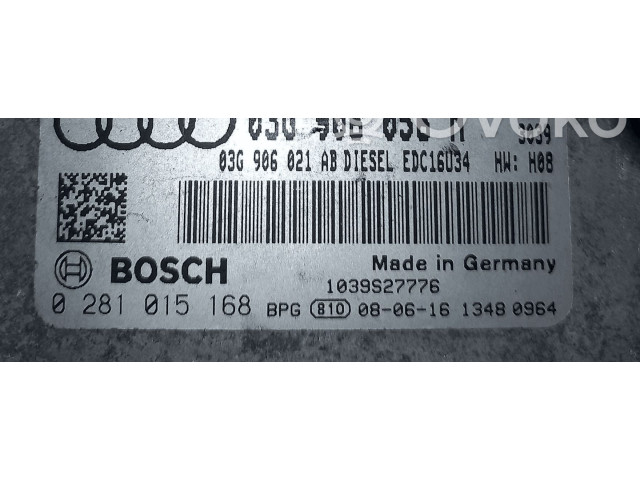 03G 906 021 AB DIESEL EDC16U34 HW: H08
BOSCH
Made in Germany
1039S27776
0 281 015 168 BPG 810 08-06-16 1348 0964